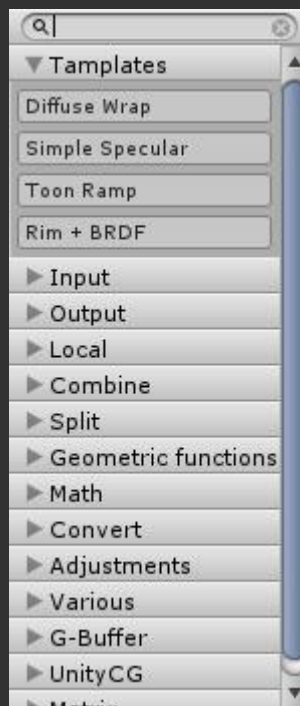 Tamplates
Diffuse Wrap
Simple Specular
Toon Ramp
Rim + BRDF
Input
Output
Local
Combine
Split
Geometric functions
Math
Convert
Adjustments
Various
G-Buffer
UnityCG